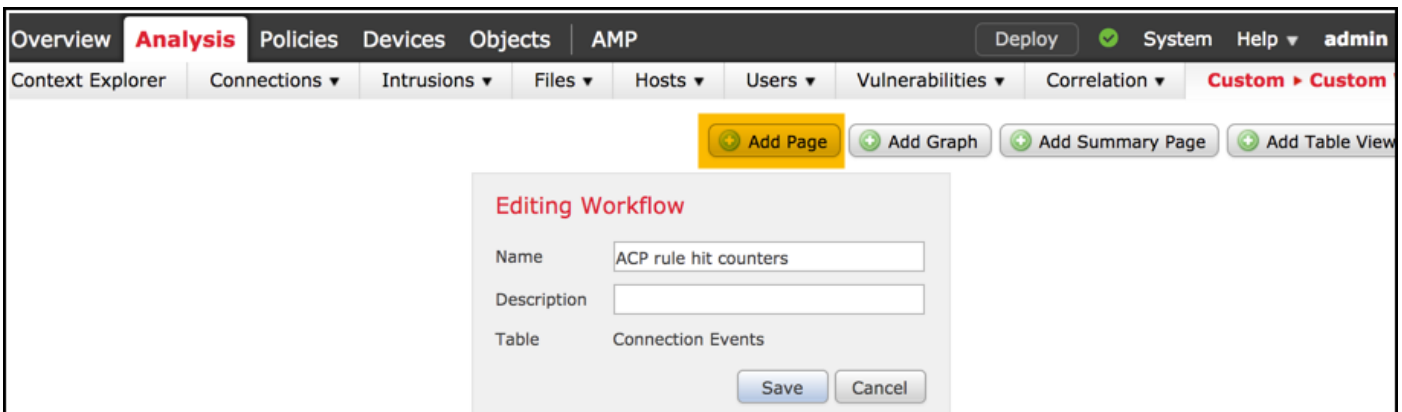 Overview Analysis Policies Devices Objects AMP Deploy System Help ▾ admin
Context Explorer Connections ▾ Intrusions ▾ Files ▾ Hosts ▾ Users ▾ Vulnerabilities ▾ Correlation ▾ Custom ▸ Custom
Add Page Add Graph Add Summary Page Add Table View
Editing Workflow
Name ACP rule hit counters
Description
Table Connection Events
Save Cancel